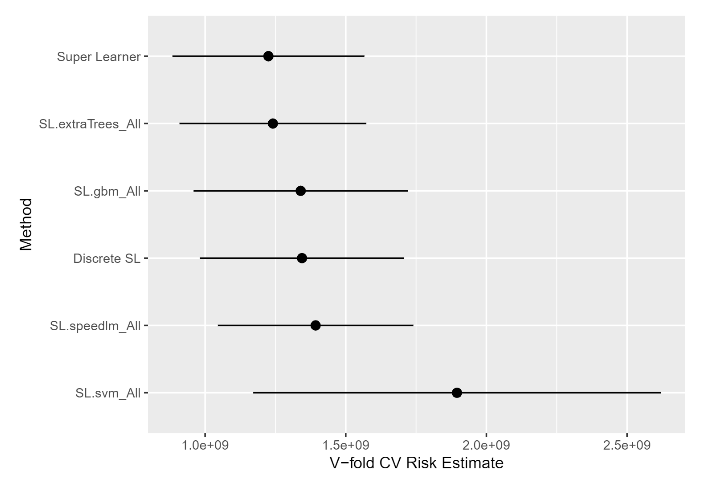 Super Learner
SL.extraTrees_All
SL.gbm_All
Discrete SL
SL.speedlm_All
SL.svm_All
Method
1.0e+09 1.5e+09 2.0e+09 2.5e+09
V−fold CV Risk Estimate